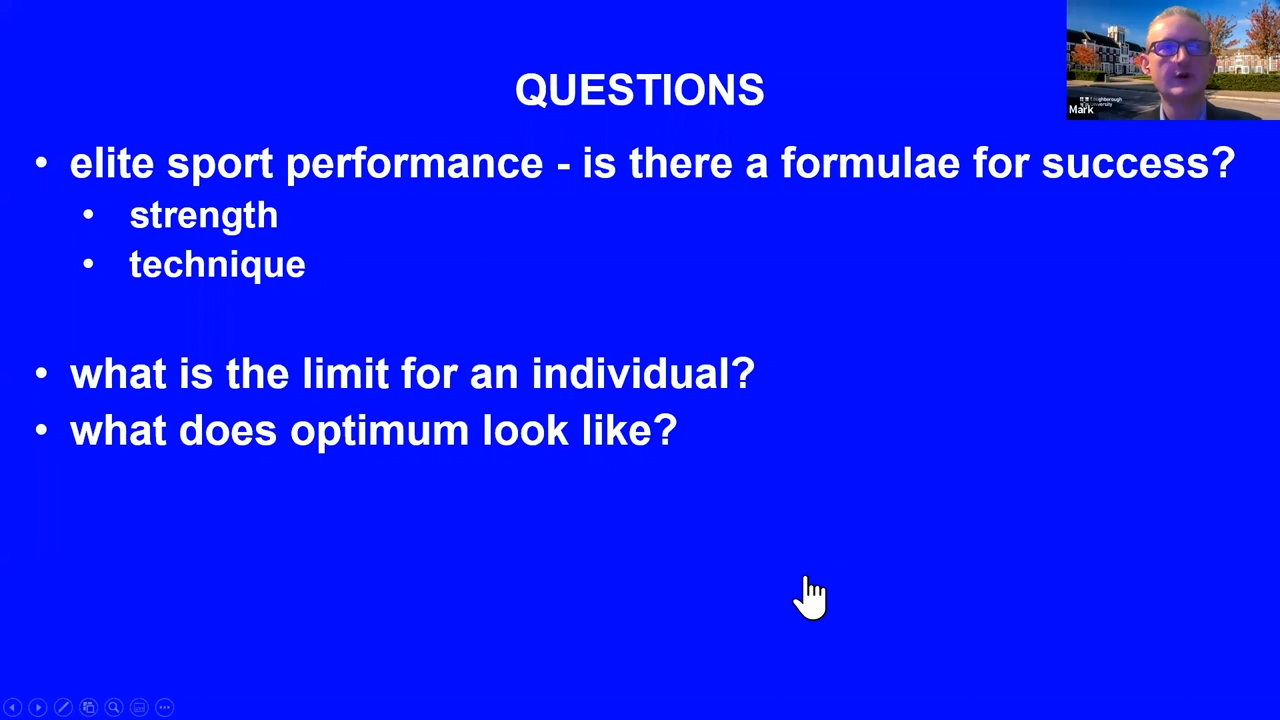 QUESTIONS
• elite sport performance - is there a formulae for success?
• strength
• technique
• what is the limit for an individual?
• what does optimum look like?
Mark
University